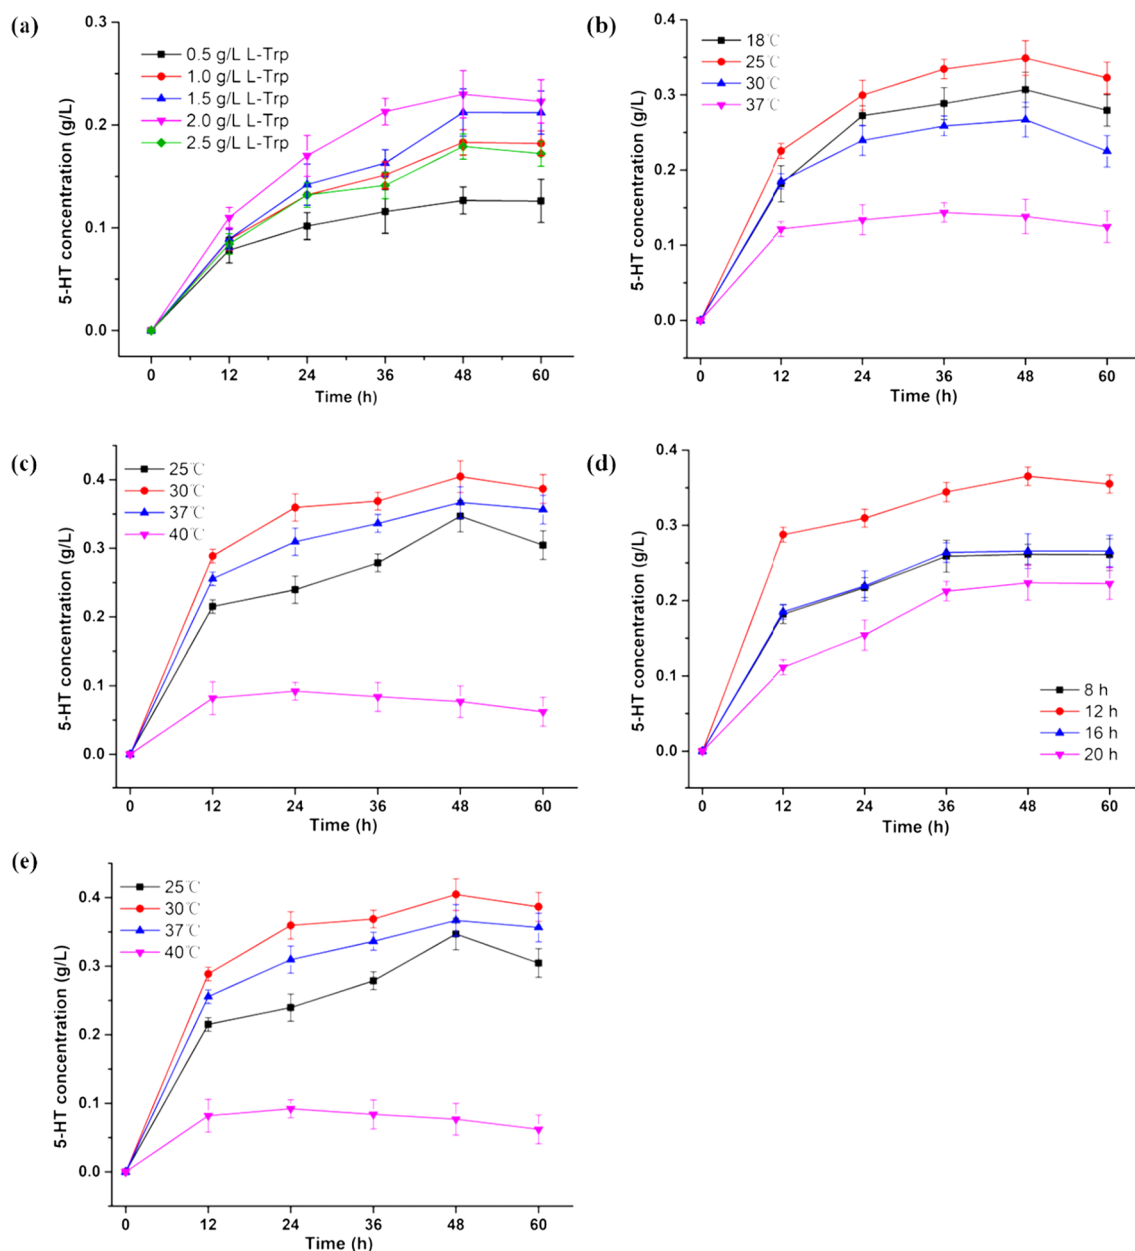 (a)
0.3
0.2
0.1
0.0
5-HT concentration (g/L)
0.5 g/L L-Trp
1.0 g/L L-Trp
1.5 g/L L-Trp
2.0 g/L L-Trp
2.5 g/L L-Trp
0 12 24 36 48 60
Time (h)
(b)
0.4
0.3
0.2
0.1
0.0
5-HT concentration (g/L)
18℃
25℃
30℃
37℃
0 12 24 36 48 60
Time (h)
(c)
0.4
0.3
0.2
0.1
0.0
5-HT concentration (g/L)
25℃
30℃
37℃
40℃
0 12 24 36 48 60
Time (h)
(d)
0.4
0.3
0.2
0.1
0.0
5-HT concentration (g/L)
8 h
12 h
16 h
20 h
0 12 24 36 48 60
Time (h)
(e)
0.4
0.3
0.2
0.1
0.0
5-HT concentration (g/L)
25℃
30℃
37℃
40℃
0 12 24 36 48 60
Time (h)